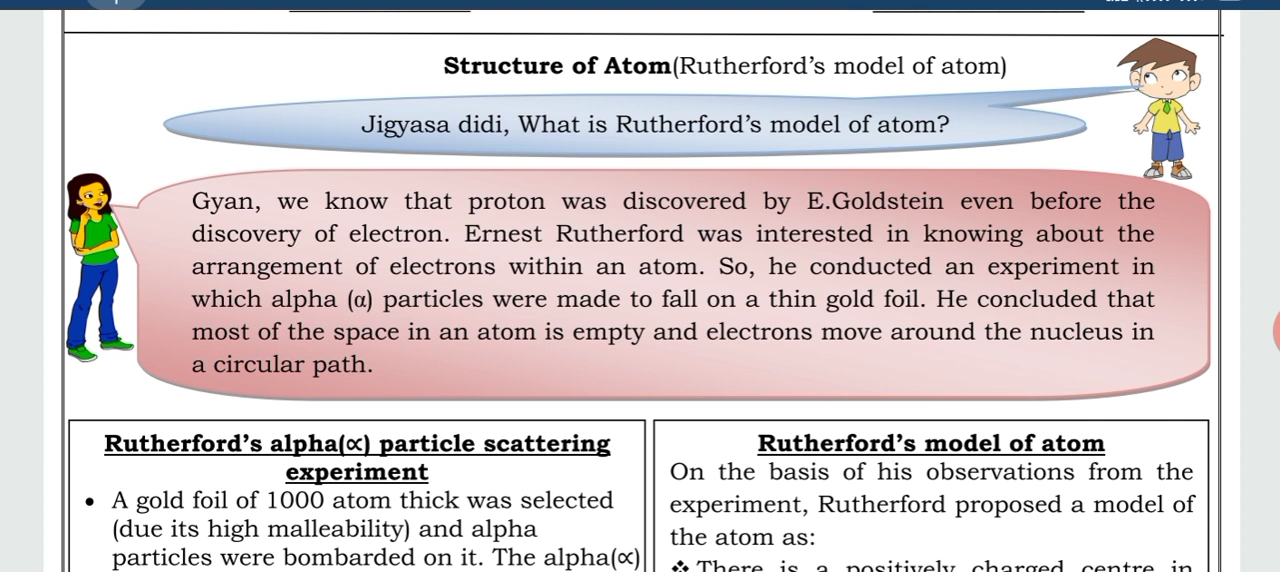 Structure of Atom(Rutherford's model of atom)
Jigyasa didi, What is Rutherford's model of atom?
Gyan, we know that proton was discovered by E.Goldstein even before the
discovery of electron. Ernest Rutherford was interested in knowing about the
arrangement of electrons within an atom. So, he conducted an experiment in
which alpha (α) particles were made to fall on a thin gold foil. He concluded that
most of the space in an atom is empty and electrons move around the nucleus in
a circular path.
Rutherford's alpha(∝) particle scattering
experiment
• A gold foil of 1000 atom thick was selected
(due its high malleability) and alpha
particles were bombarded on it. The alpha(∝)
Rutherford's model of atom
On the basis of his observations from the
experiment, Rutherford proposed a model of
the atom as:
❖ There is a positively charged centre in